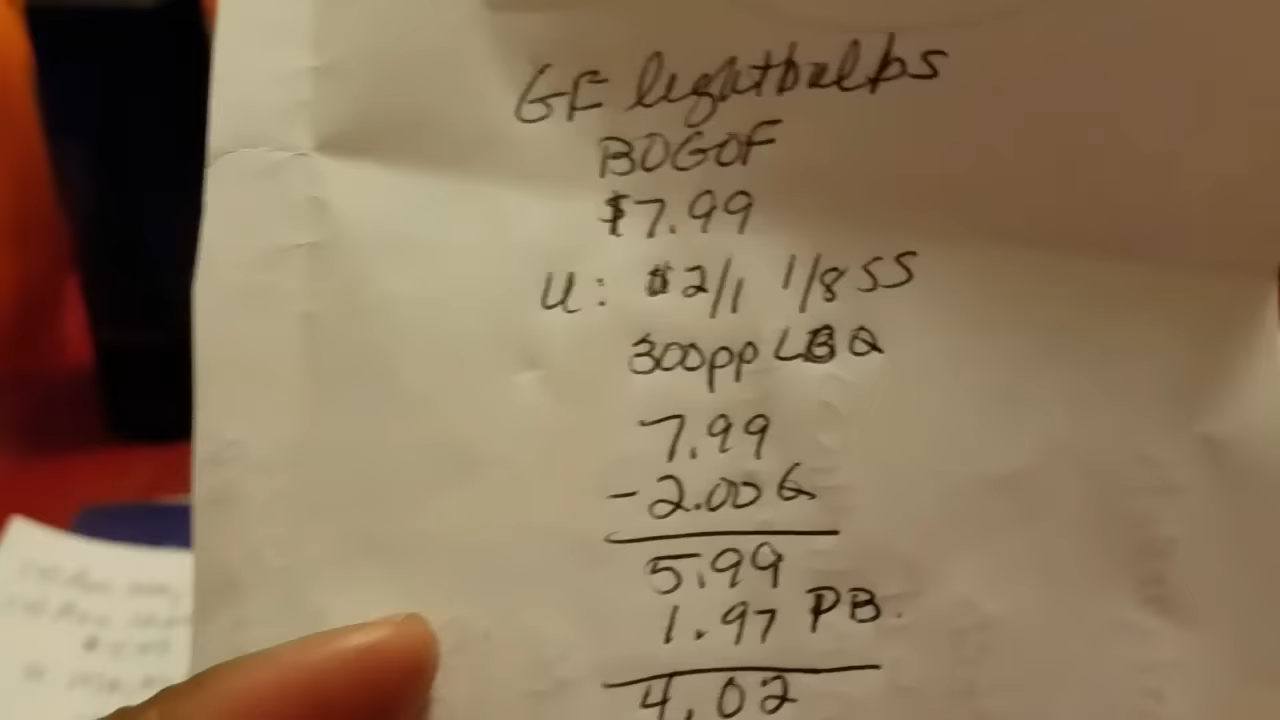 GE lightbulbs
BOGOF
$7.99
U: $2/1 1/8 SS
300pp LBQ
7.99
- 2.00 Q
5.99
1.97 PB.
4.02